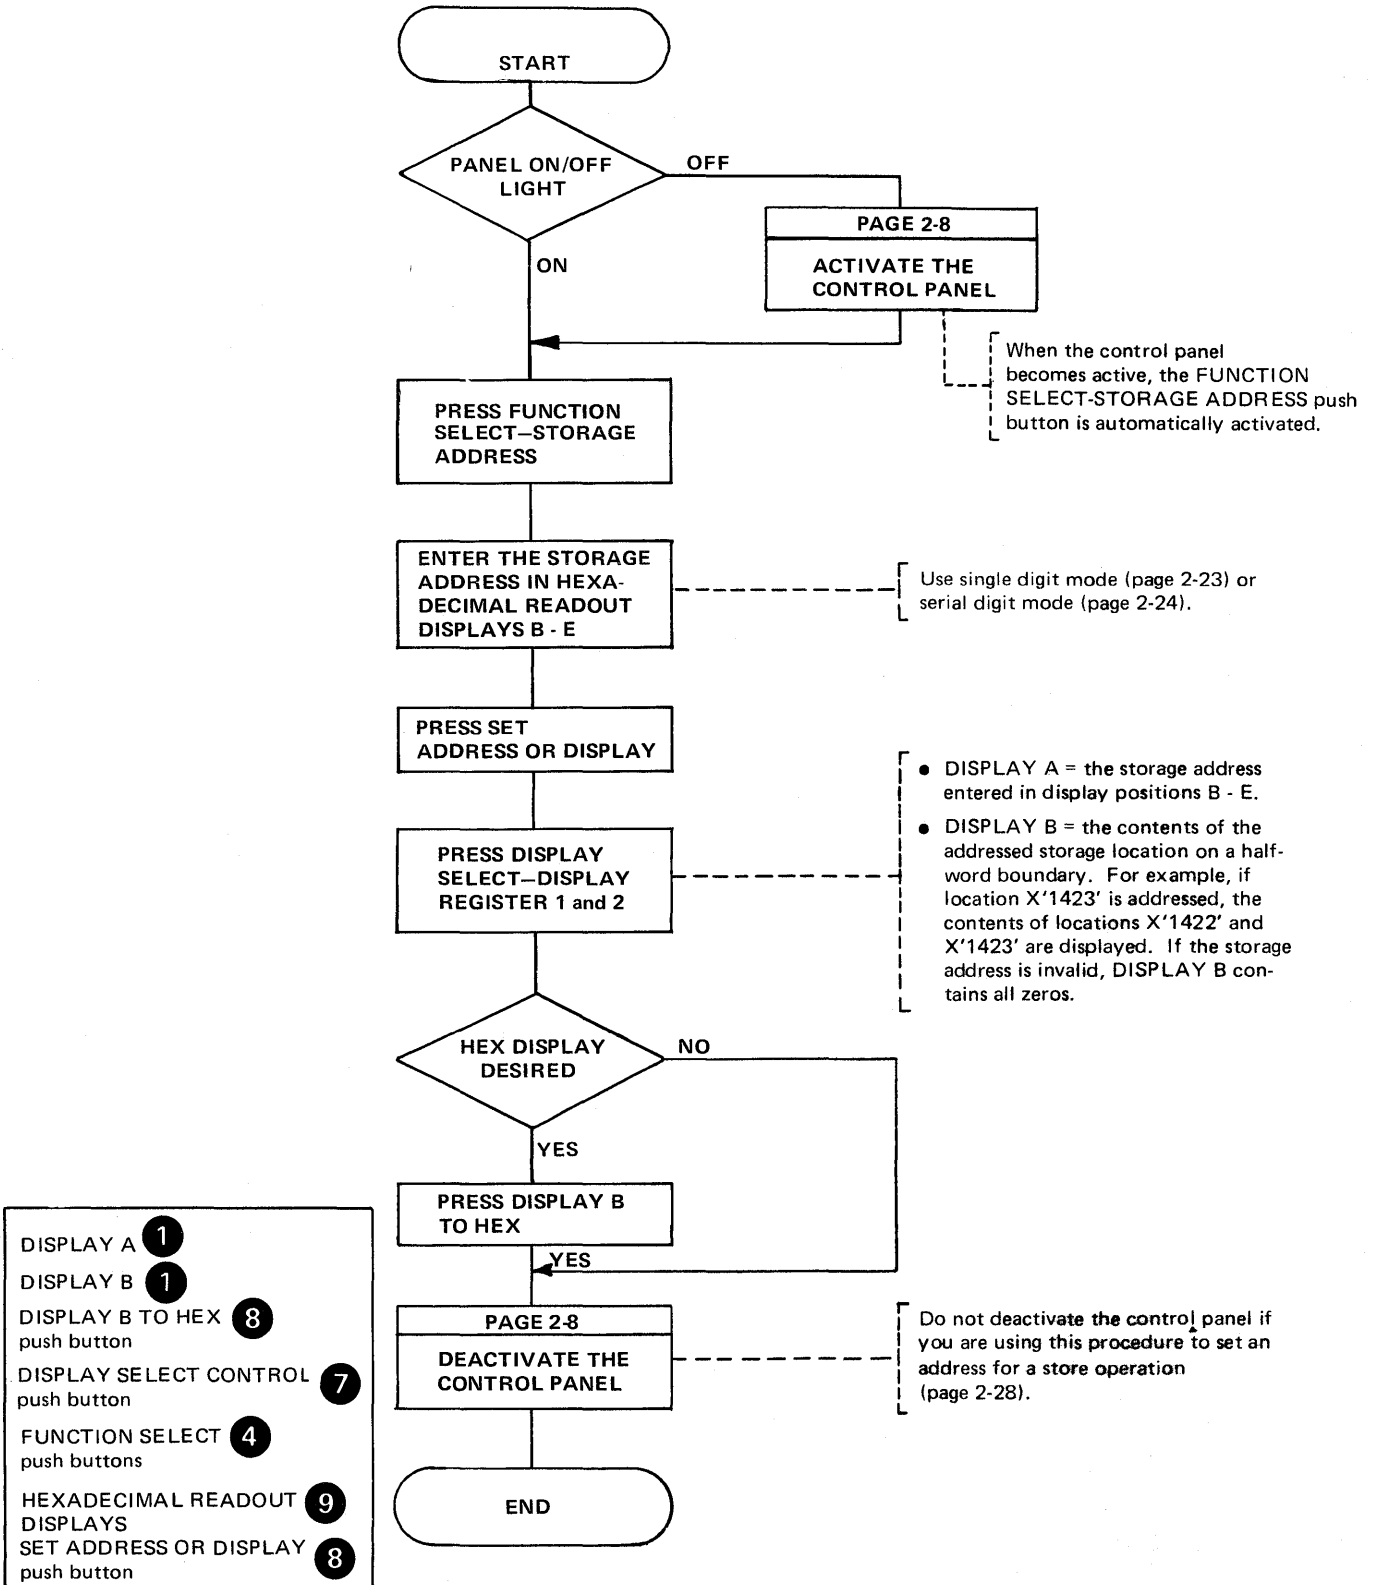 START
PANEL ON/OFF
LIGHT
OFF
ON
PAGE 2-8
ACTIVATE THE
CONTROL PANEL
When the control panel
becomes active, the FUNCTION
SELECT-STORAGE ADDRESS push
button is automatically activated.
PRESS FUNCTION
SELECT—STORAGE
ADDRESS
ENTER THE STORAGE
ADDRESS IN HEXA-
DECIMAL READOUT
DISPLAYS B - E
Use single digit mode (page 2-23) or
serial digit mode (page 2-24).
PRESS SET
ADDRESS OR DISPLAY
PRESS DISPLAY
SELECT—DISPLAY
REGISTER 1 and 2
● DISPLAY A = the storage address
entered in display positions B - E.
● DISPLAY B = the contents of the
addressed storage location on a half-
word boundary. For example, if
location X'1423' is addressed, the
contents of locations X'1422' and
X'1423' are displayed. If the storage
address is invalid, DISPLAY B con-
tains all zeros.
HEX DISPLAY
DESIRED
NO
YES
PRESS DISPLAY B
TO HEX
YES
PAGE 2-8
DEACTIVATE THE
CONTROL PANEL
Do not deactivate the control panel if
you are using this procedure to set an
address for a store operation
(page 2-28).
END
DISPLAY A 1
DISPLAY B 1
DISPLAY B TO HEX 8
push button
DISPLAY SELECT CONTROL 7
push button
FUNCTION SELECT 4
push buttons
HEXADECIMAL READOUT 9
DISPLAYS
SET ADDRESS OR DISPLAY 8
push button